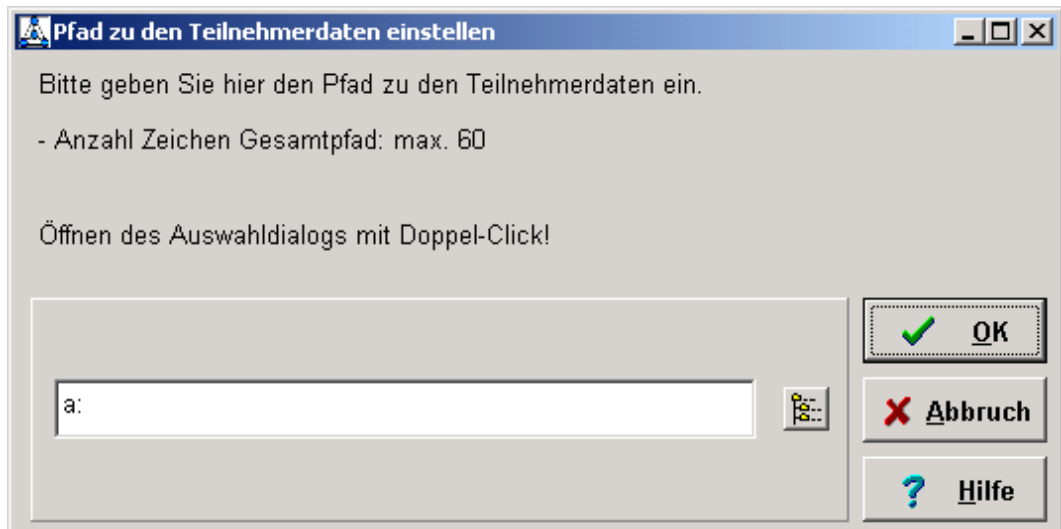 Pfad zu den Teilnehmerdaten einstellen
Bitte geben Sie hier den Pfad zu den Teilnehmerdaten ein.
- Anzahl Zeichen Gesamtpfad: max. 60
Öffnen des Auswahldialogs mit Doppel-Click!
a:
OK
Abbruch
Hilfe